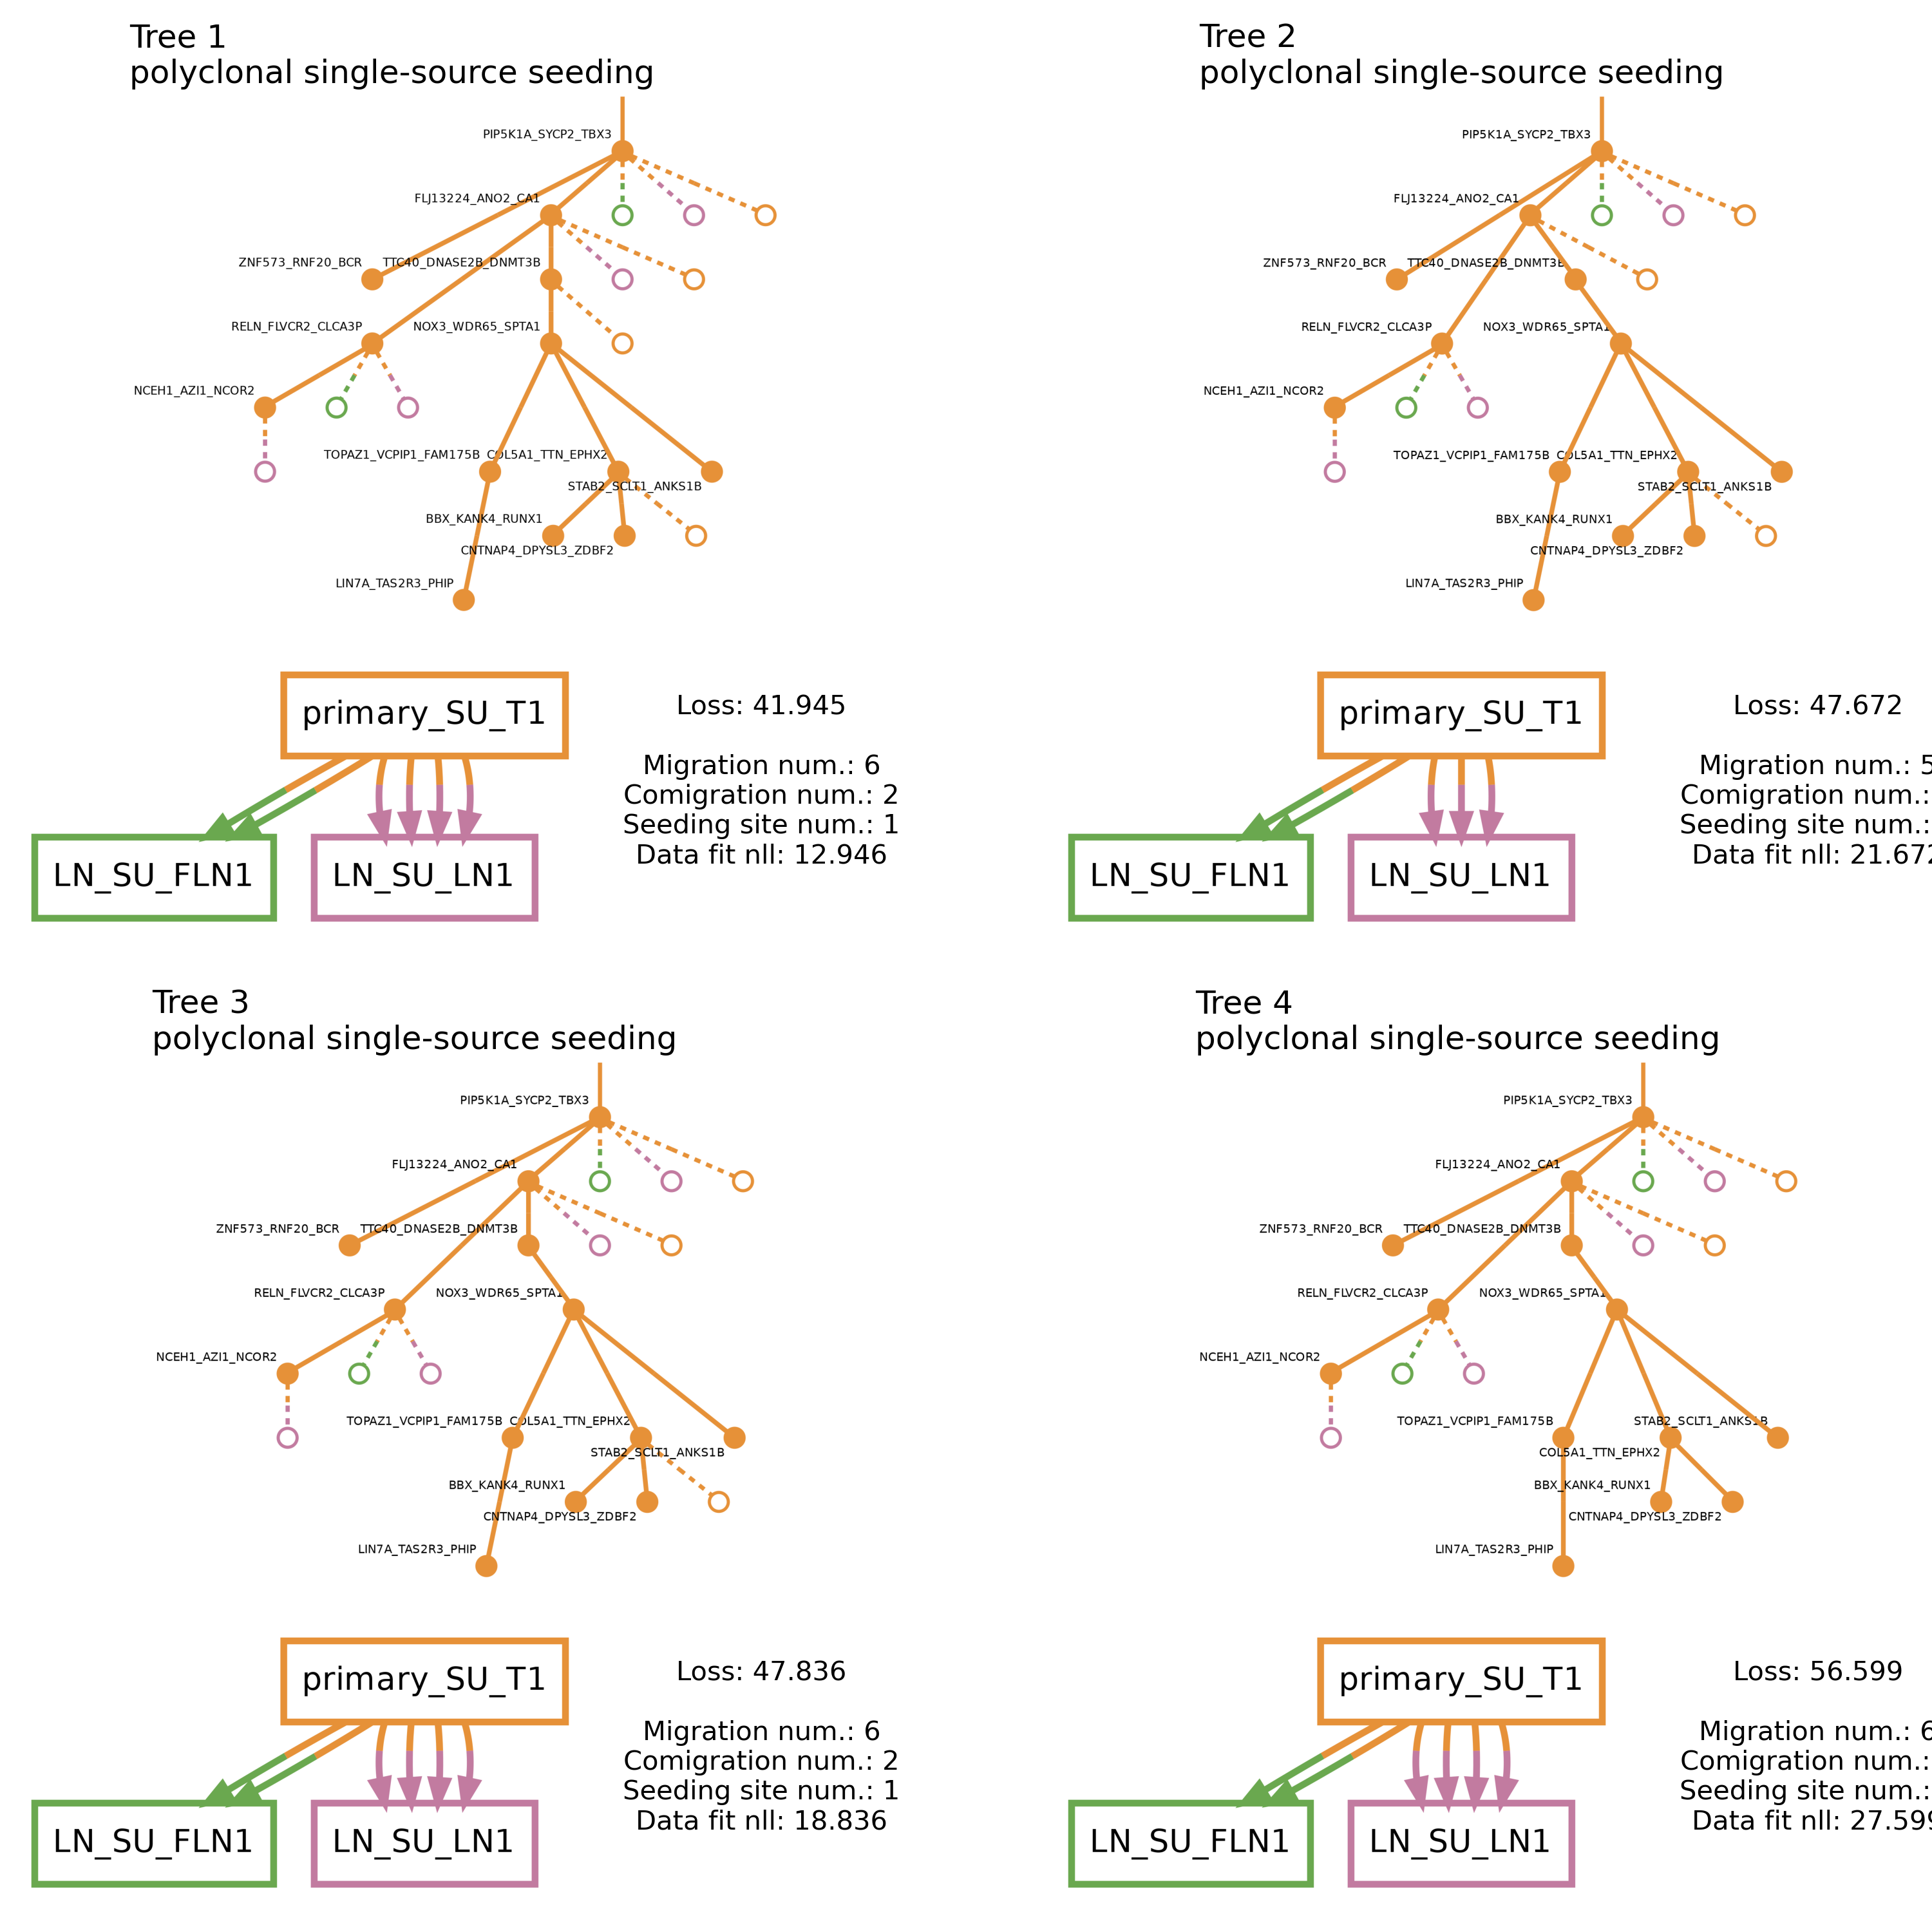 Tree 1
polyclonal single-source seeding
PIP5K1A_SYCP2_TBX3
FLJ13224_ANO2_CA1
ZNF573_RNF20_BCR
TTC40_DNASE2B_DNMT3B
RELN_FLVCR2_CLCA3P
NOX3_WDR65_SPTA1
NCEH1_AZI1_NCOR2
TOPAZ1_VCPIP1_FAM175B
COL5A1_TTN_EPHX2
STAB2_SCLT1_ANKS1B
BBX_KANK4_RUNX1
CNTNAP4_DPYSL3_ZDBF2
LIN7A_TAS2R3_PHIP
primary_SU_T1
LN_SU_FLN1
LN_SU_LN1
Loss: 41.945
Migration num.: 6
Comigration num.: 2
Seeding site num.: 1
Data fit nll: 12.946
Tree 2
polyclonal single-source seeding
PIP5K1A_SYCP2_TBX3
FLJ13224_ANO2_CA1
ZNF573_RNF20_BCR
TTC40_DNASE2B_DNMT3B
RELN_FLVCR2_CLCA3P
NOX3_WDR65_SPTA1
NCEH1_AZI1_NCOR2
TOPAZ1_VCPIP1_FAM175B
COL5A1_TTN_EPHX2
STAB2_SCLT1_ANKS1B
BBX_KANK4_RUNX1
CNTNAP4_DPYSL3_ZDBF2
LIN7A_TAS2R3_PHIP
primary_SU_T1
LN_SU_FLN1
LN_SU_LN1
Loss: 47.672
Migration num.: 5
Comigration num.:
Seeding site num.:
Data fit nll: 21.672
Tree 3
polyclonal single-source seeding
PIP5K1A_SYCP2_TBX3
FLJ13224_ANO2_CA1
ZNF573_RNF20_BCR
TTC40_DNASE2B_DNMT3B
RELN_FLVCR2_CLCA3P
NOX3_WDR65_SPTA1
NCEH1_AZI1_NCOR2
TOPAZ1_VCPIP1_FAM175B
COL5A1_TTN_EPHX2
STAB2_SCLT1_ANKS1B
BBX_KANK4_RUNX1
CNTNAP4_DPYSL3_ZDBF2
LIN7A_TAS2R3_PHIP
primary_SU_T1
LN_SU_FLN1
LN_SU_LN1
Loss: 47.836
Migration num.: 6
Comigration num.: 2
Seeding site num.: 1
Data fit nll: 18.836
Tree 4
polyclonal single-source seeding
PIP5K1A_SYCP2_TBX3
FLJ13224_ANO2_CA1
ZNF573_RNF20_BCR
TTC40_DNASE2B_DNMT3B
RELN_FLVCR2_CLCA3P
NOX3_WDR65_SPTA1
NCEH1_AZI1_NCOR2
TOPAZ1_VCPIP1_FAM175B
STAB2_SCLT1_ANKS1B
COL5A1_TTN_EPHX2
BBX_KANK4_RUNX1
CNTNAP4_DPYSL3_ZDBF2
LIN7A_TAS2R3_PHIP
primary_SU_T1
LN_SU_FLN1
LN_SU_LN1
Loss: 56.599
Migration num.: 6
Comigration num.:
Seeding site num.:
Data fit nll: 27.599